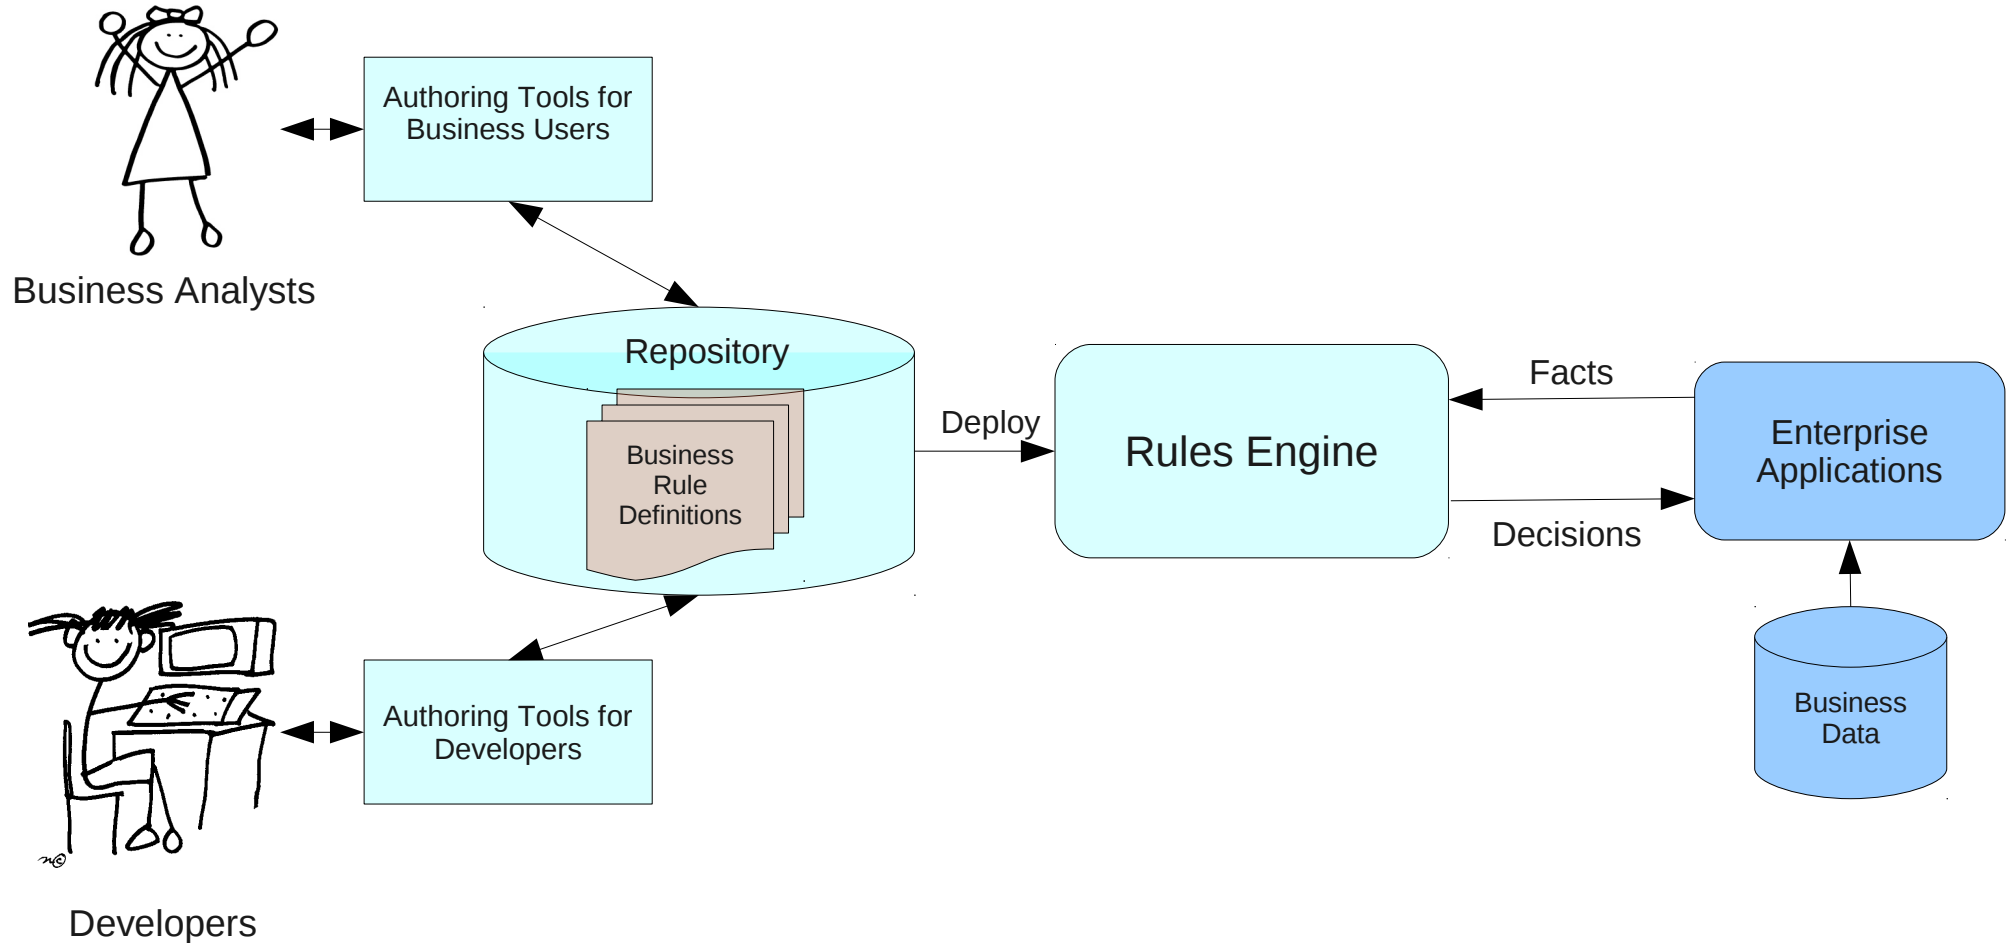 Authoring Tools for
Business Users
Business Analysts
Repository
Business
Rule
Definitions
Deploy
Rules Engine
Facts
Decisions
Enterprise
Applications
Business
Data
Authoring Tools for
Developers
Developers